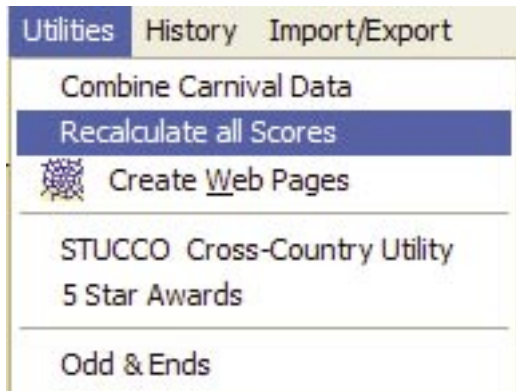 Utilities History Import/Export
Combine Carnival Data
Recalculate all Scores
Create Web Pages
STUCCO Cross-Country Utility
5 Star Awards
Odd & Ends